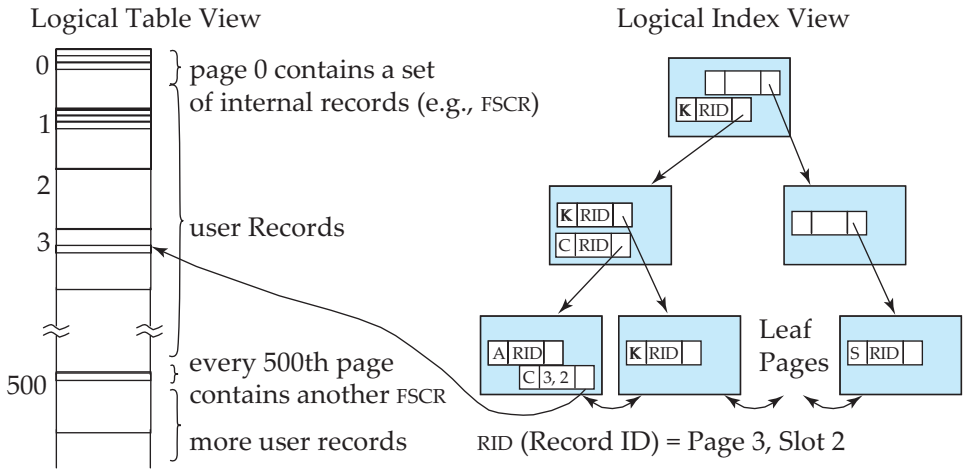 Logical Table View
0
page 0 contains a set
of internal records (e.g., FSCR)
1
2
user Records
3
every 500th page
contains another FSCR
500
more user records
Logical Index View
K RID
K RID
C RID
A RID
C 3, 2
K RID
Leaf
Pages
S RID
RID (Record ID) = Page 3, Slot 2